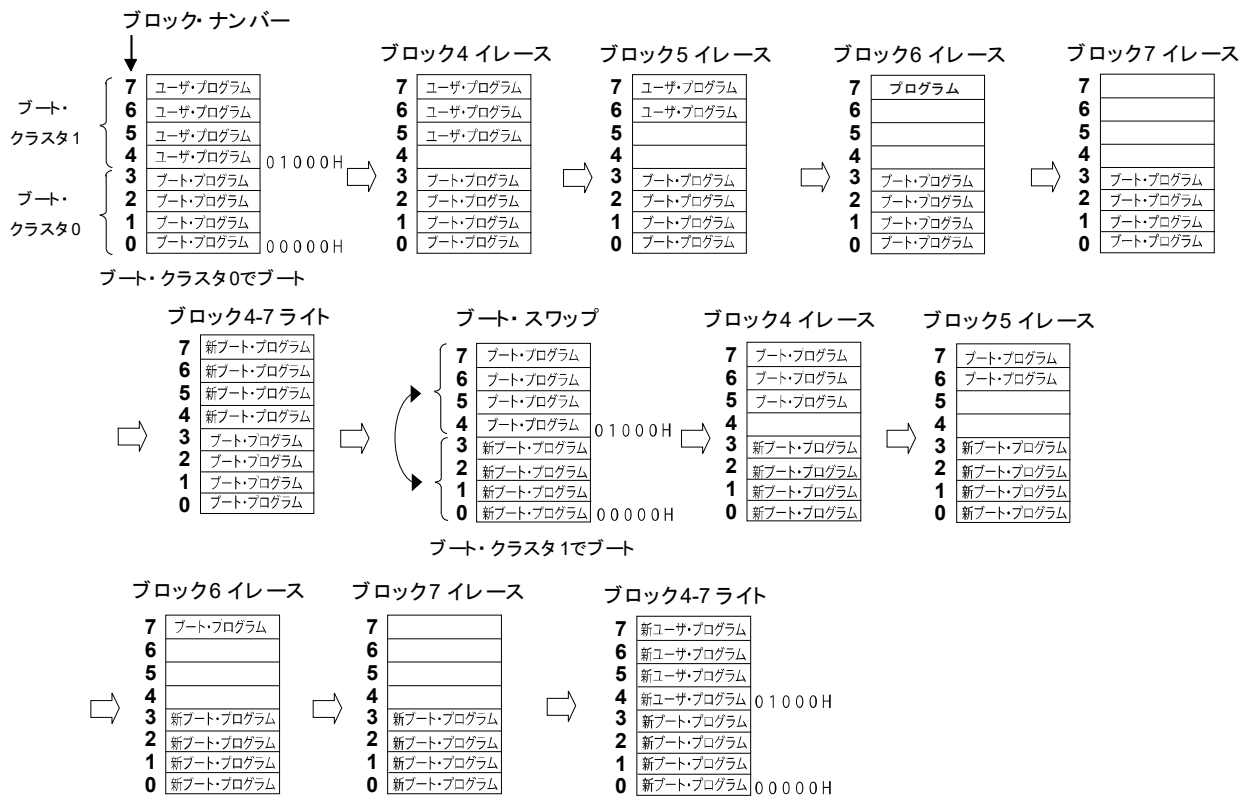 ブロック・ナンバー
ブート・クラスタ1
ブート・クラスタ0
7 ユーザ・プログラム
6 ユーザ・プログラム
5 ユーザ・プログラム
4 ユーザ・プログラム 01000H
3 ブート・プログラム
2 ブート・プログラム
1 ブート・プログラム
0 ブート・プログラム 00000H
ブート・クラスタ0でブート
ブロック4 イレース
7 ユーザ・プログラム
6 ユーザ・プログラム
5 ユーザ・プログラム
4
3 ブート・プログラム
2 ブート・プログラム
1 ブート・プログラム
0 ブート・プログラム
ブロック5 イレース
7 ユーザ・プログラム
6 ユーザ・プログラム
5
4
3 ブート・プログラム
2 ブート・プログラム
1 ブート・プログラム
0 ブート・プログラム
ブロック6 イレース
7 プログラム
6
5
4
3 ブート・プログラム
2 ブート・プログラム
1 ブート・プログラム
0 ブート・プログラム
ブロック7 イレース
7
6
5
4
3 ブート・プログラム
2 ブート・プログラム
1 ブート・プログラム
0 ブート・プログラム
ブロック4-7 ライト
7 新ブート・プログラム
6 新ブート・プログラム
5 新ブート・プログラム
4 新ブート・プログラム
3 ブート・プログラム
2 ブート・プログラム
1 ブート・プログラム
0 ブート・プログラム
ブート・スワップ
7 ブート・プログラム
6 ブート・プログラム
5 ブート・プログラム
4 ブート・プログラム 01000H
3 新ブート・プログラム
2 新ブート・プログラム
1 新ブート・プログラム
0 新ブート・プログラム 00000H
ブート・クラスタ1でブート
ブロック4 イレース
7 ブート・プログラム
6 ブート・プログラム
5 ブート・プログラム
4
3 新ブート・プログラム
2 新ブート・プログラム
1 新ブート・プログラム
0 新ブート・プログラム
ブロック5 イレース
7 ブート・プログラム
6 ブート・プログラム
5
4
3 新ブート・プログラム
2 新ブート・プログラム
1 新ブート・プログラム
0 新ブート・プログラム
ブロック6 イレース
7 ブート・プログラム
6
5
4
3 新ブート・プログラム
2 新ブート・プログラム
1 新ブート・プログラム
0 新ブート・プログラム
ブロック7 イレース
7
6
5
4
3 新ブート・プログラム
2 新ブート・プログラム
1 新ブート・プログラム
0 新ブート・プログラム
ブロック4-7 ライト
7 新ユーザ・プログラム
6 新ユーザ・プログラム
5 新ユーザ・プログラム
4 新ユーザ・プログラム 01000H
3 新ブート・プログラム
2 新ブート・プログラム
1 新ブート・プログラム
0 新ブート・プログラム 00000H